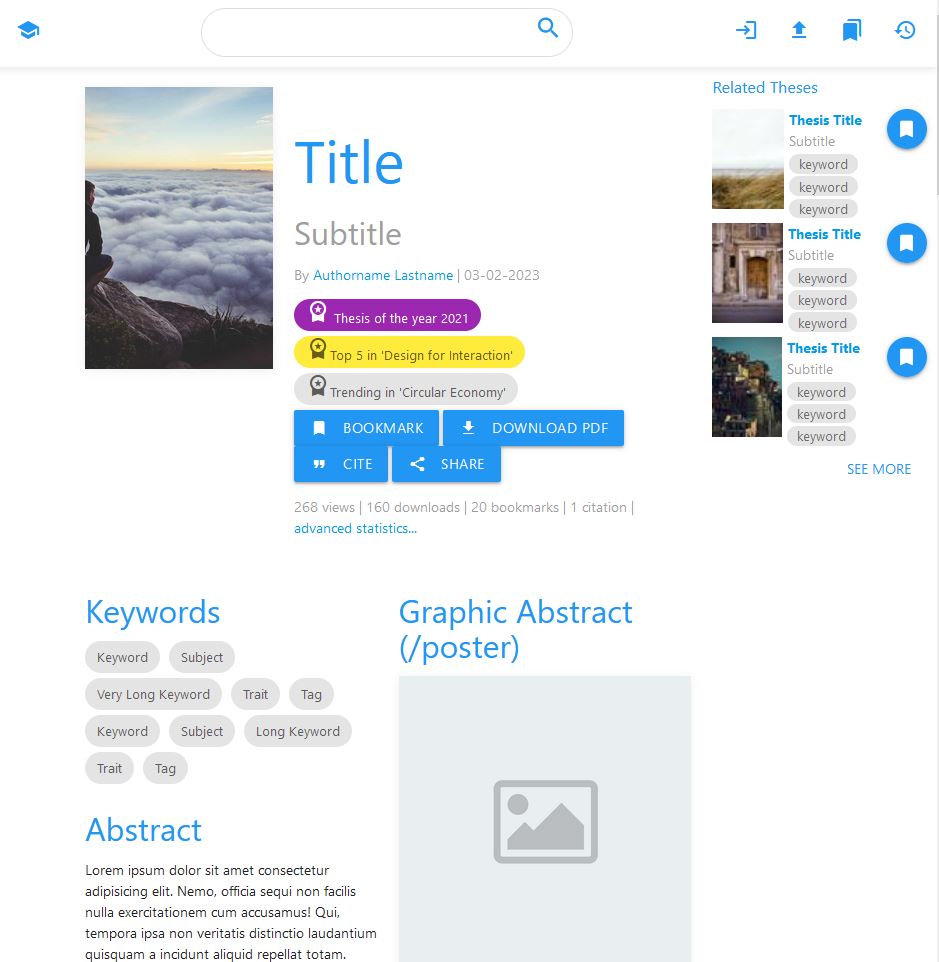 Title
Subtitle
By Authorname Lastname | 03-02-2023
Thesis of the year 2021
Top 5 in 'Design for Interaction'
Trending in 'Circular Economy'
BOOKMARK DOWNLOAD PDF
CITE SHARE
268 views | 160 downloads | 20 bookmarks | 1 citation |
advanced statistics...
Related Theses
Thesis Title
Subtitle
keyword
keyword
keyword
Thesis Title
Subtitle
keyword
keyword
keyword
Thesis Title
Subtitle
keyword
keyword
keyword
SEE MORE
Keywords
Keyword Subject
Very Long Keyword Trait Tag
Keyword Subject Long Keyword
Trait Tag
Abstract
Lorem ipsum dolor sit amet consectetur
adipisicing elit. Nemo, officia sequi non facilis
nulla exercitationem cum accusamus! Qui,
tempora ipsa non veritatis distinctio laudantium
quisquam a incidunt aliquid repellat totam.
Graphic Abstract
(/poster)